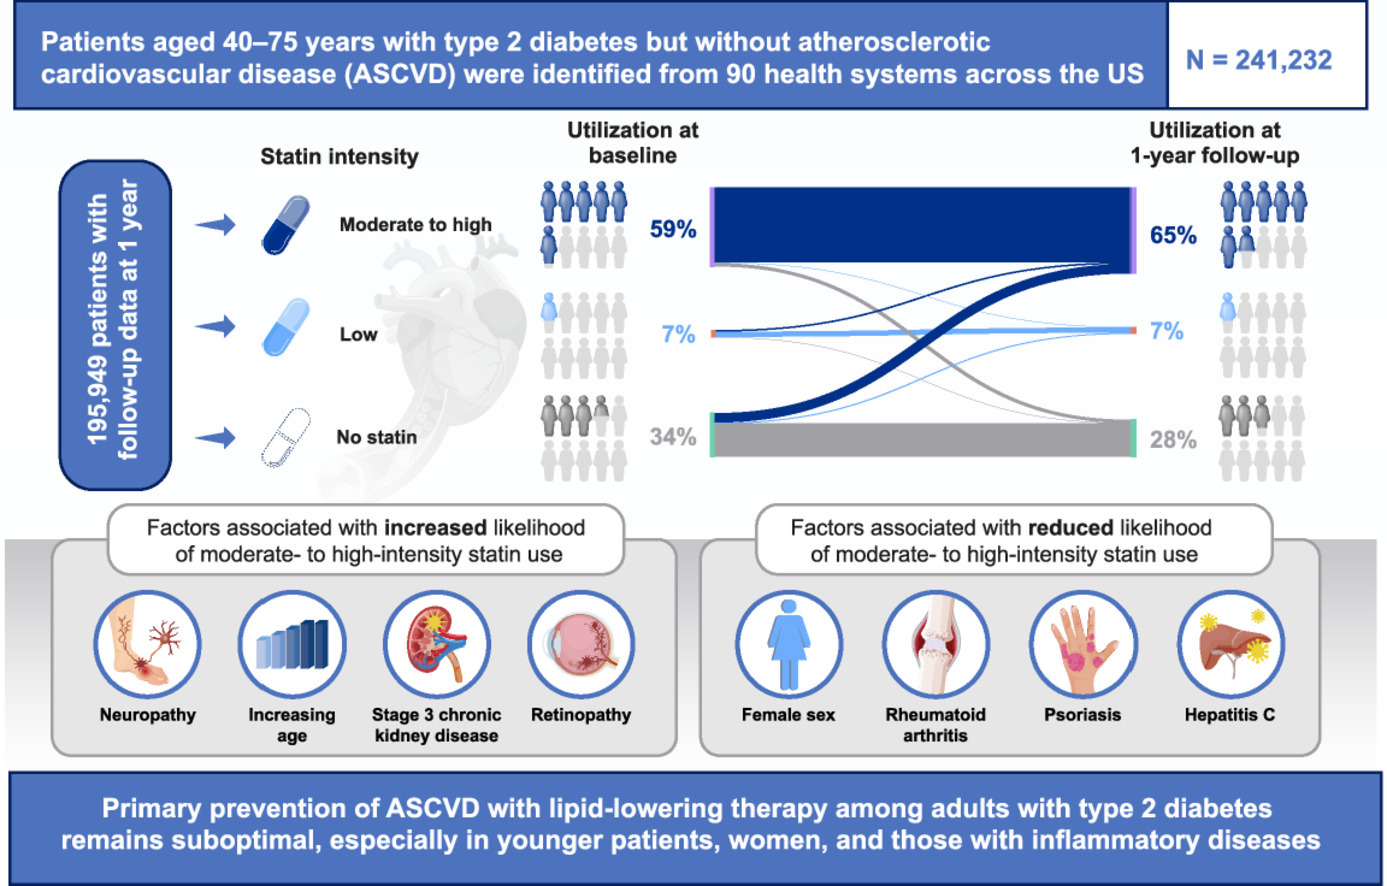 Patients aged 40–75 years with type 2 diabetes but without atherosclerotic
cardiovascular disease (ASCVD) were identified from 90 health systems across the US
N = 241,232
195,949 patients with
follow-up data at 1 year
Statin intensity
Utilization at
baseline
Utilization at
1-year follow-up
Moderate to high
59%
65%
Low
7%
7%
No statin
34%
28%
Factors associated with increased likelihood
of moderate- to high-intensity statin use
Neuropathy
Increasing
age
Stage 3 chronic
kidney disease
Retinopathy
Factors associated with reduced likelihood
of moderate- to high-intensity statin use
Female sex
Rheumatoid
arthritis
Psoriasis
Hepatitis C
Primary prevention of ASCVD with lipid-lowering therapy among adults with type 2 diabetes
remains suboptimal, especially in younger patients, women, and those with inflammatory diseases